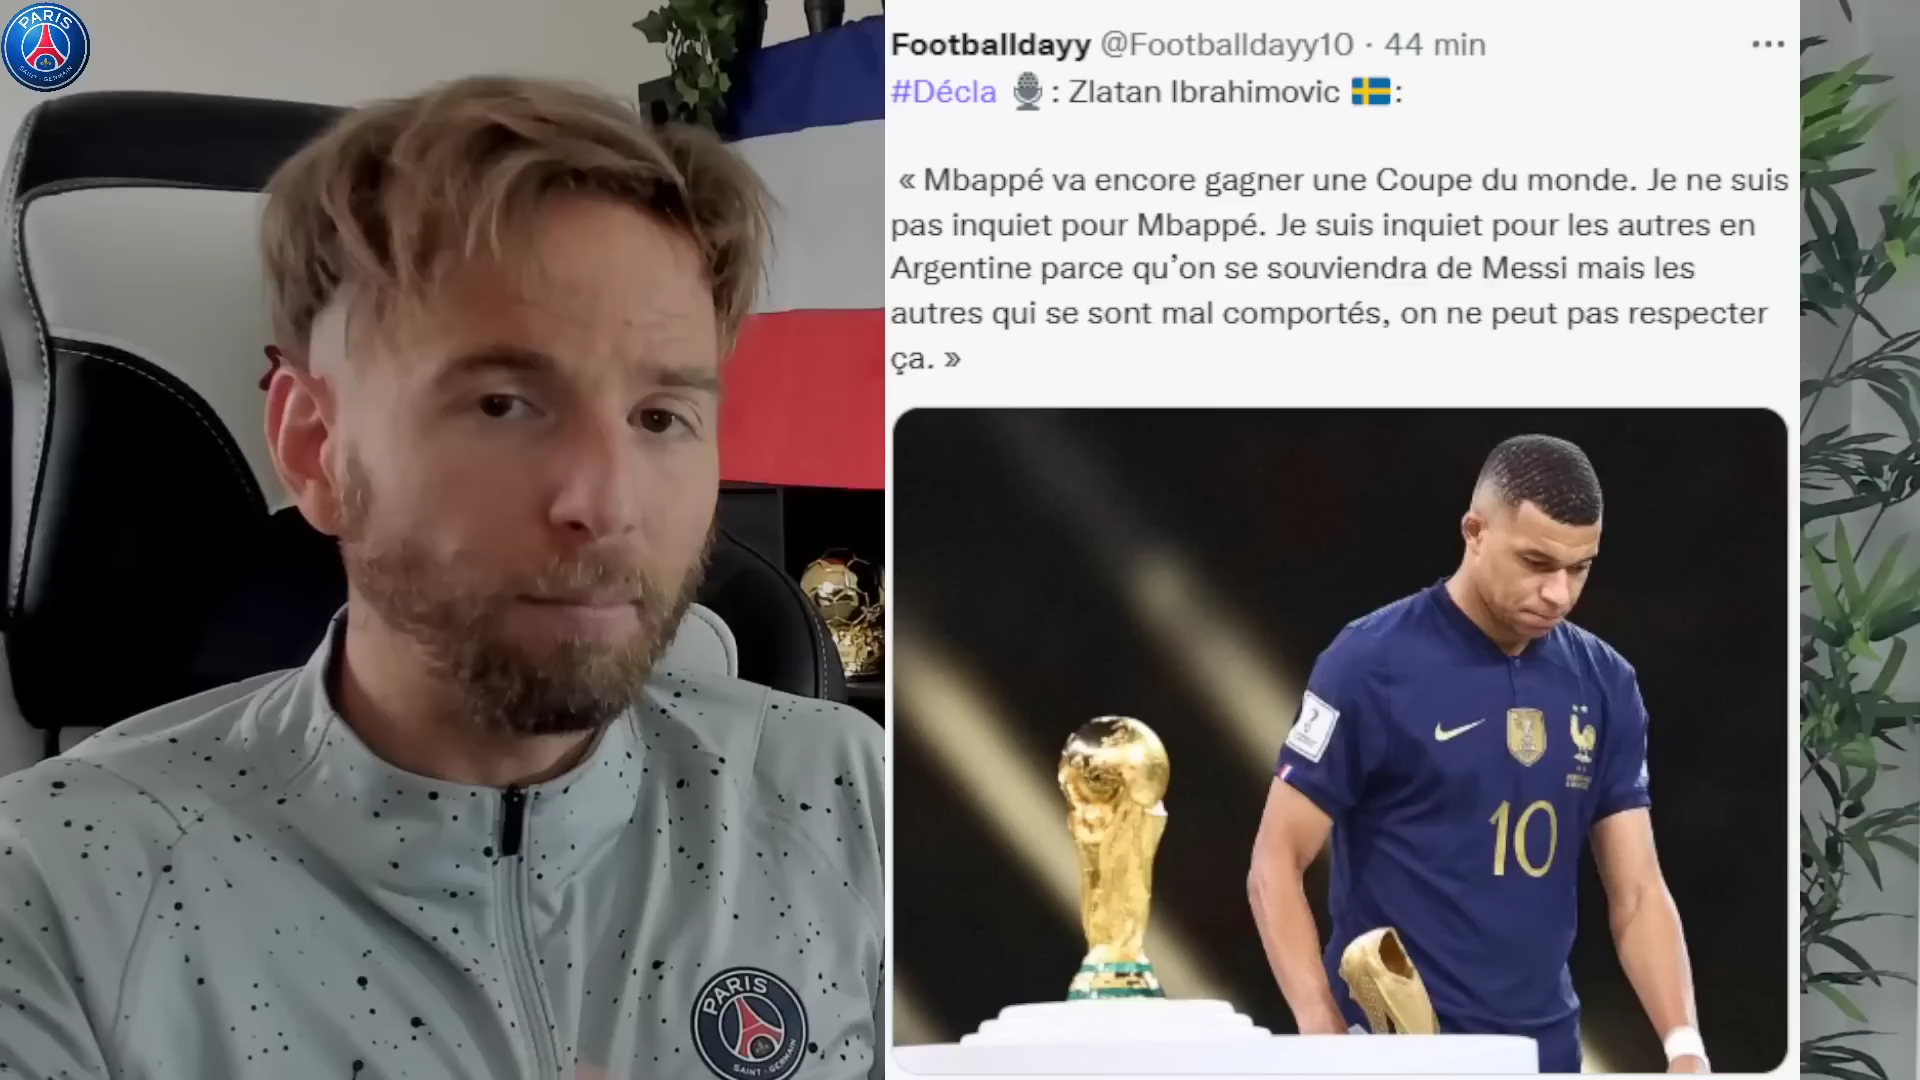 PARIS
SAINT-GERMAIN
Footballdayy @Footballdayy10 · 44 min
#Décla 🎙 : Zlatan Ibrahimovic 🇸🇪:
« Mbappé va encore gagner une Coupe du monde. Je ne suis
pas inquiet pour Mbappé. Je suis inquiet pour les autres en
Argentine parce qu’on se souviendra de Messi mais les
autres qui se sont mal comportés, on ne peut pas respecter
ça. »
10
PARIS
SAINT-GERMAIN